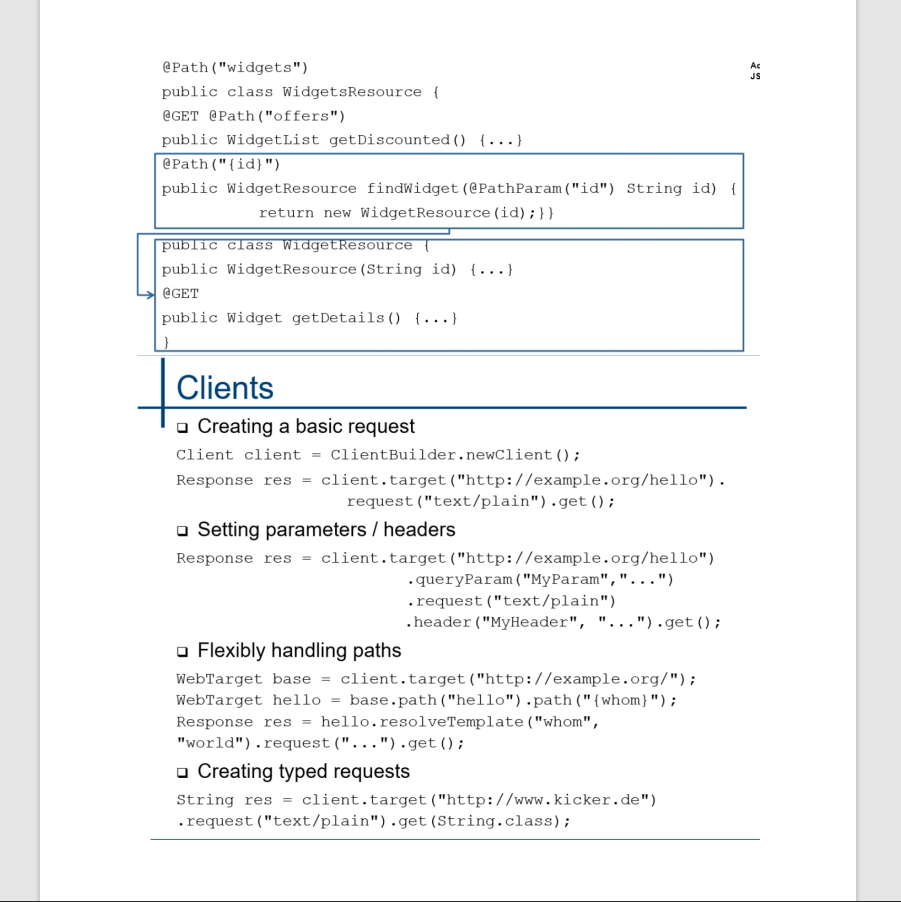 @Path("widgets")
public class WidgetsResource {
@GET @Path("offers")
public WidgetList getDiscounted() {...}
@Path("{id}")
public WidgetResource findWidget(@PathParam("id") String id) {
return new WidgetResource(id);}}
public class WidgetResource {
public WidgetResource(String id) {...}
@GET
public Widget getDetails() {...}
}
Clients
❑ Creating a basic request
Client client = ClientBuilder.newClient();
Response res = client.target("http://example.org/hello").
request("text/plain").get();
❑ Setting parameters / headers
Response res = client.target("http://example.org/hello")
.queryParam("MyParam","...")
.request("text/plain")
.header("MyHeader", "...").get();
❑ Flexibly handling paths
WebTarget base = client.target("http://example.org/");
WebTarget hello = base.path("hello").path("{whom}");
Response res = hello.resolveTemplate("whom",
"world").request("...").get();
❑ Creating typed requests
String res = client.target("http://www.kicker.de")
.request("text/plain").get(String.class);